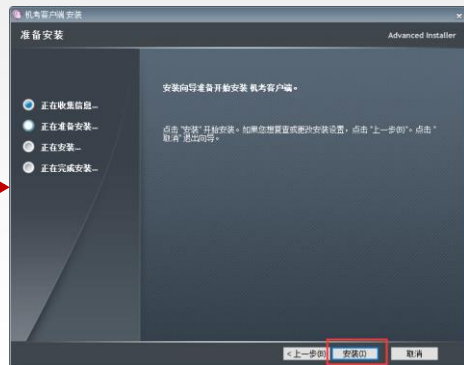 机考客户端 安装
准备安装
Advanced Installer
安装向导准备开始安装 机考客户端。
正在收集信息...
正在准备安装...
正在安装...
正在完成安装...
点击 "安装" 开始安装。如果您想置查或更改安装设置，点击 "上一步(B)"。点击 "
取消" 退出向导。
< 上一步(B)
安装(I)
取消